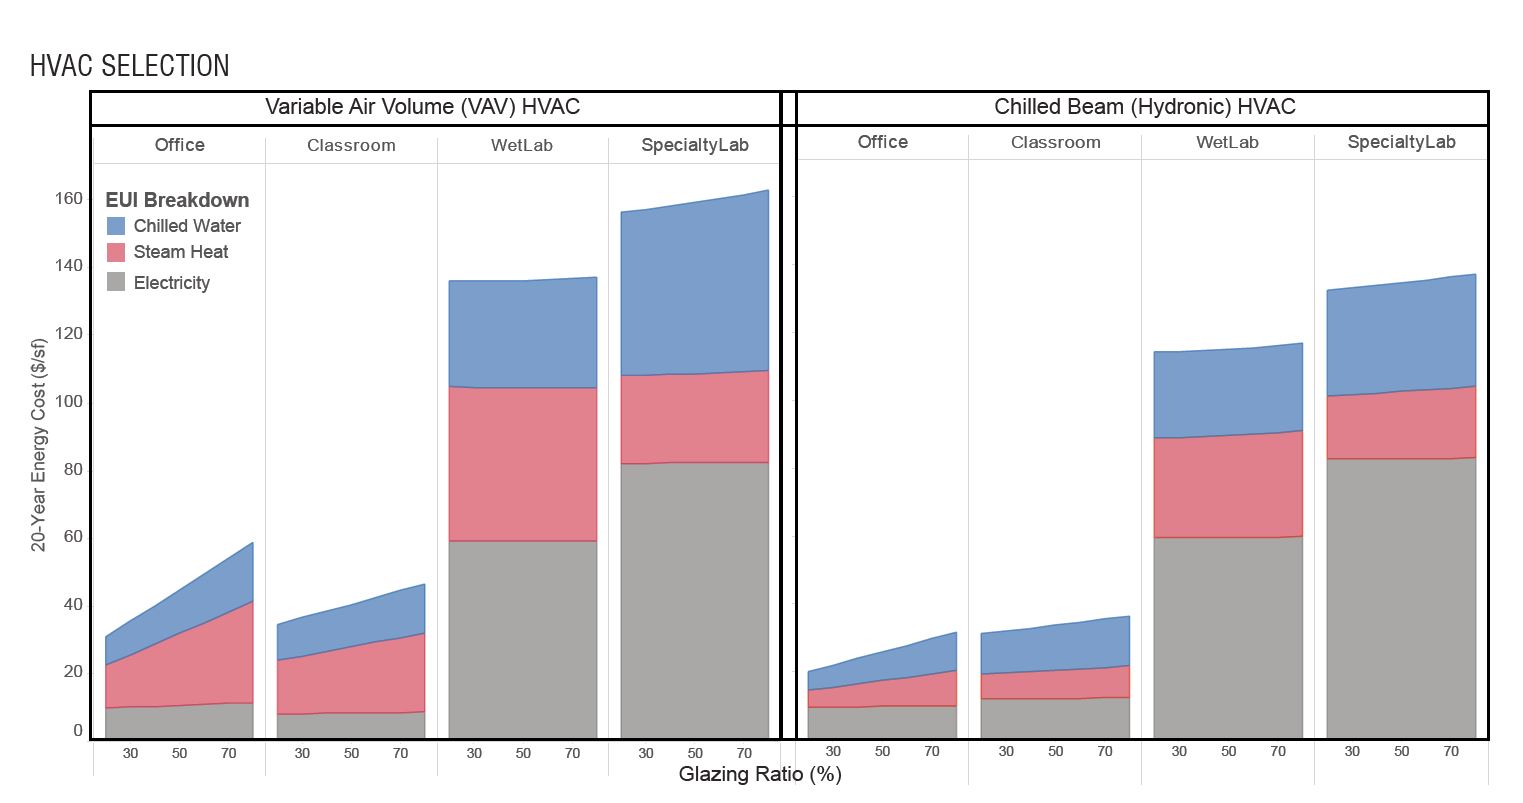 HVAC SELECTION
Variable Air Volume (VAV) HVAC
Chilled Beam (Hydronic) HVAC
Office Classroom WetLab SpecialtyLab
Office Classroom WetLab SpecialtyLab
EUI Breakdown
Chilled Water
Steam Heat
Electricity
20-Year Energy Cost ($/sf)
160
140
120
100
80
60
40
20
0
30 50 70 30 50 70 30 50 70 30 50 70
30 50 70 30 50 70 30 50 70 30 50 70
Glazing Ratio (%)